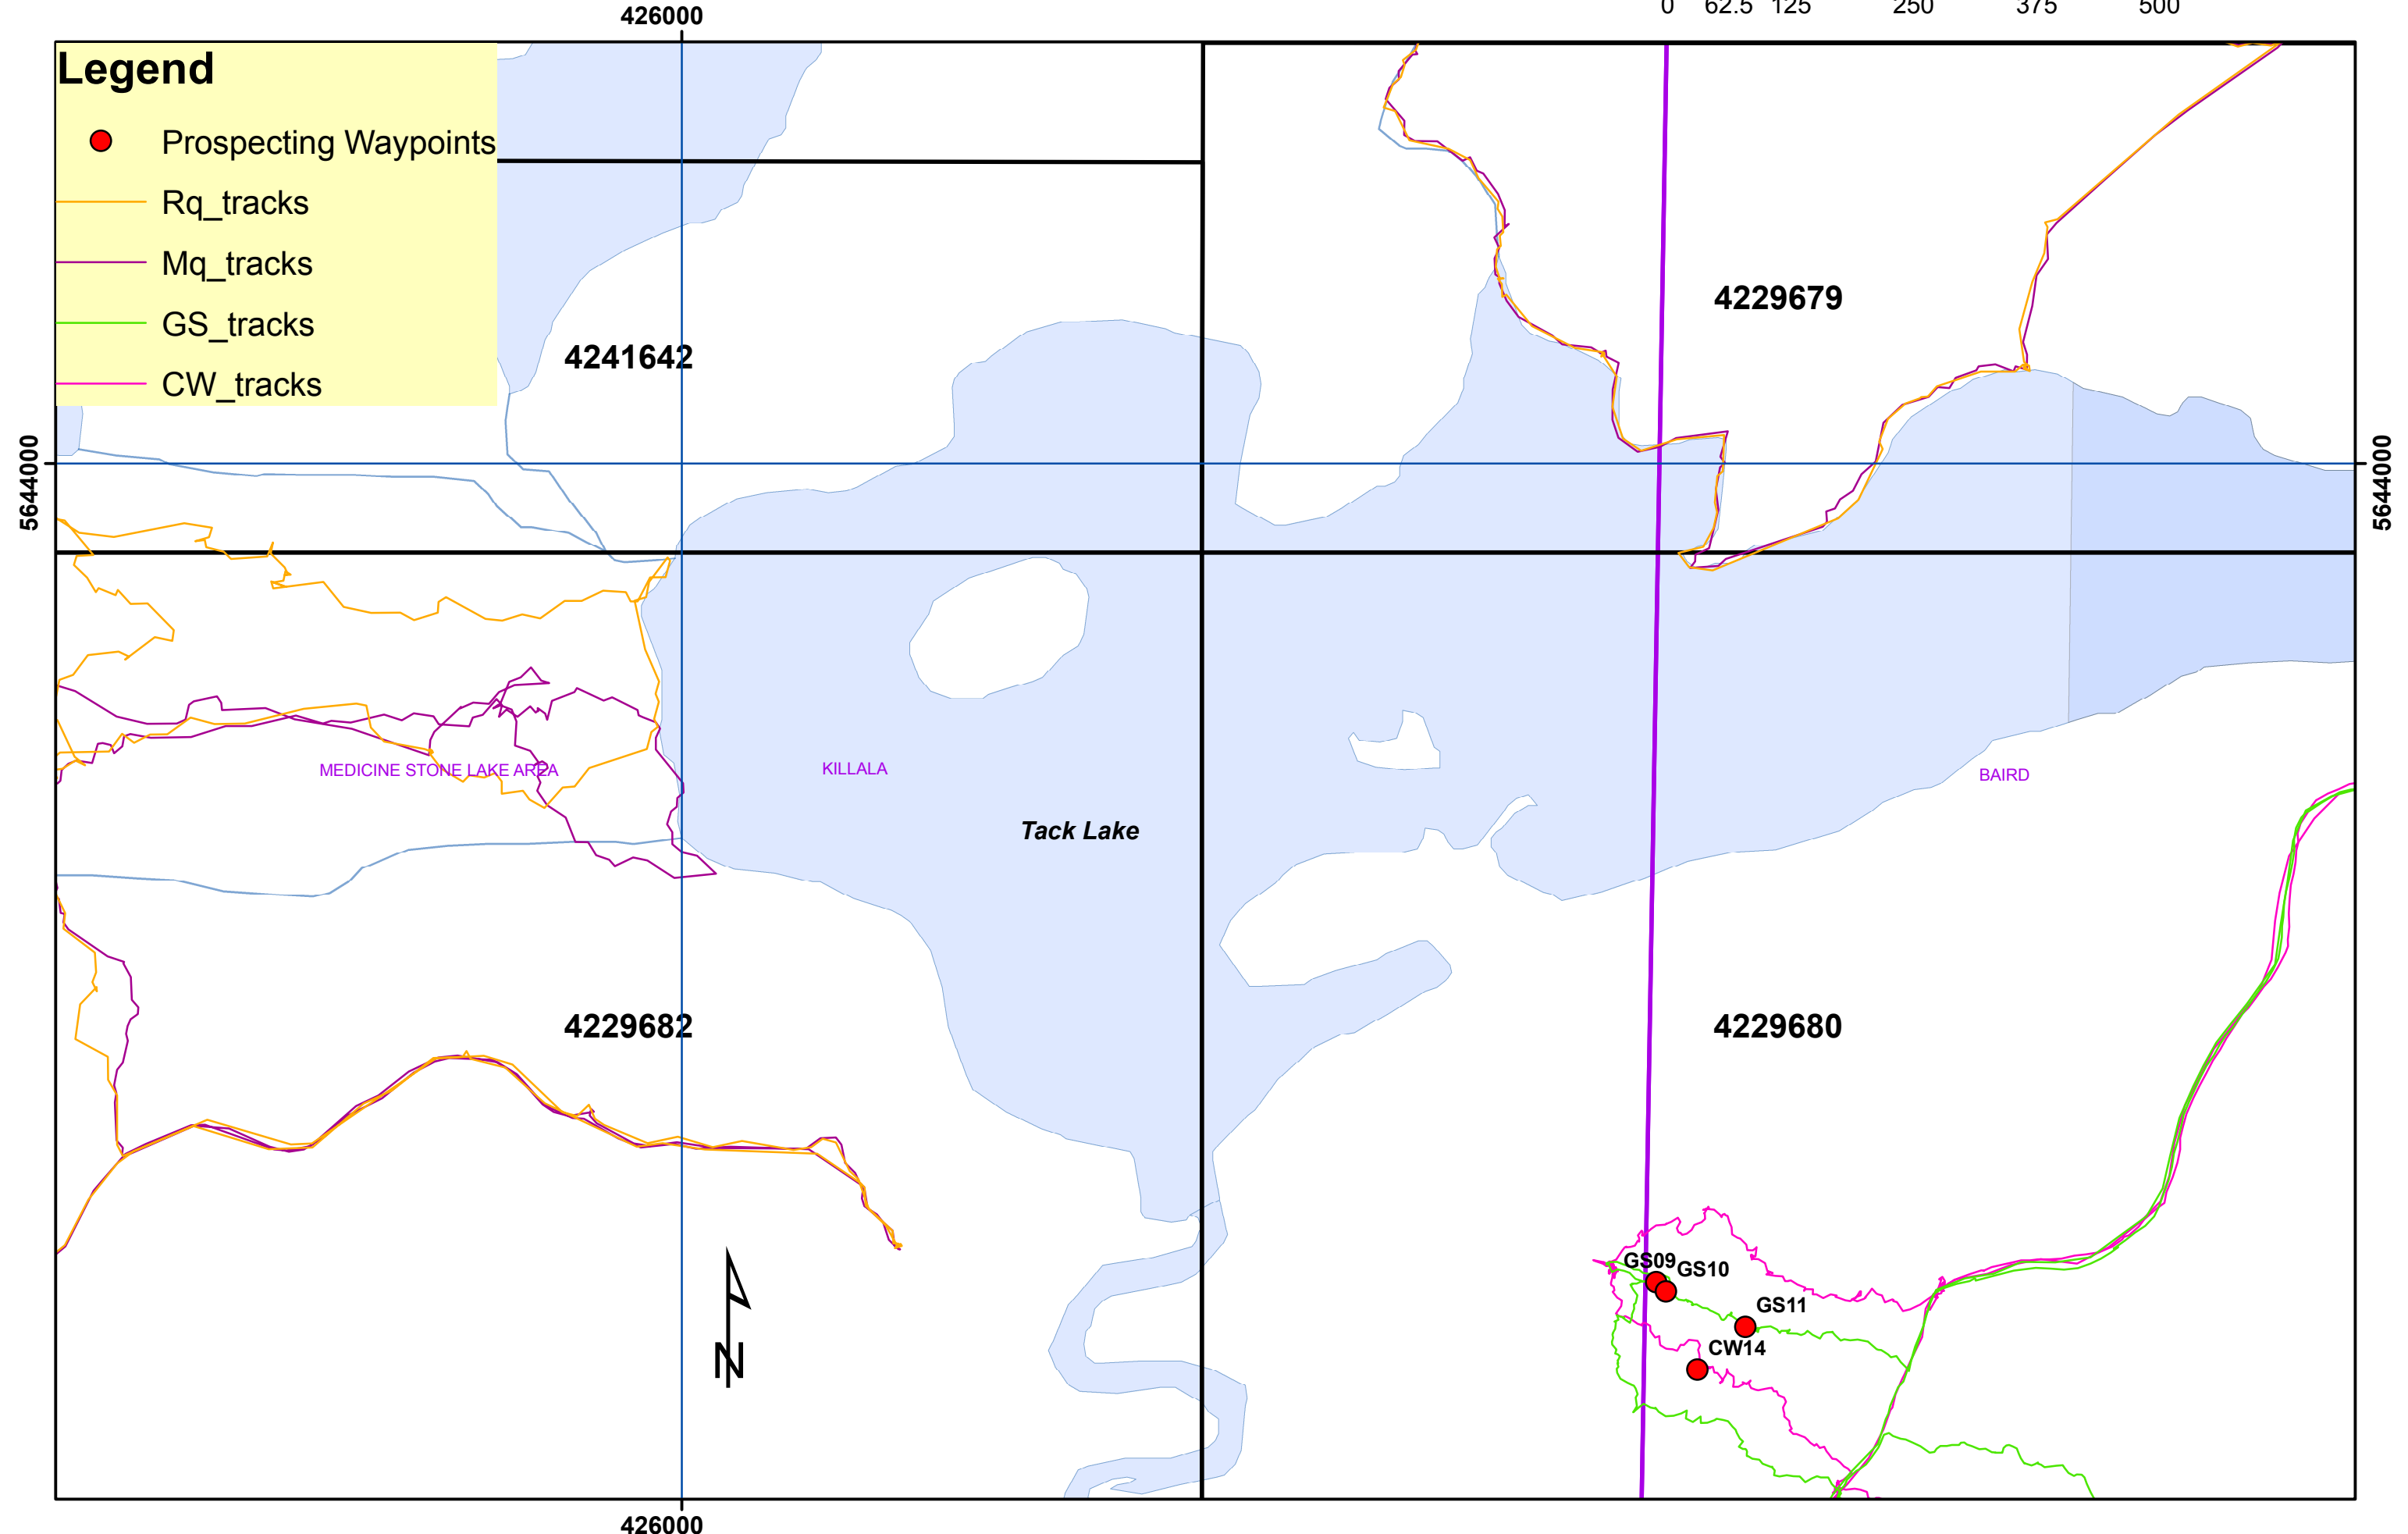 426000
0 62.5 125 250 375 500
Legend
Prospecting Waypoints
Rq_tracks
Mq_tracks
GS_tracks
CW_tracks
4229679
4241642
5644000
5644000
MEDICINE STONE LAKE AREA
KILLALA
BAIRD
Tack Lake
4229682
4229680
GS09
GS10
GS11
CW14
N
426000